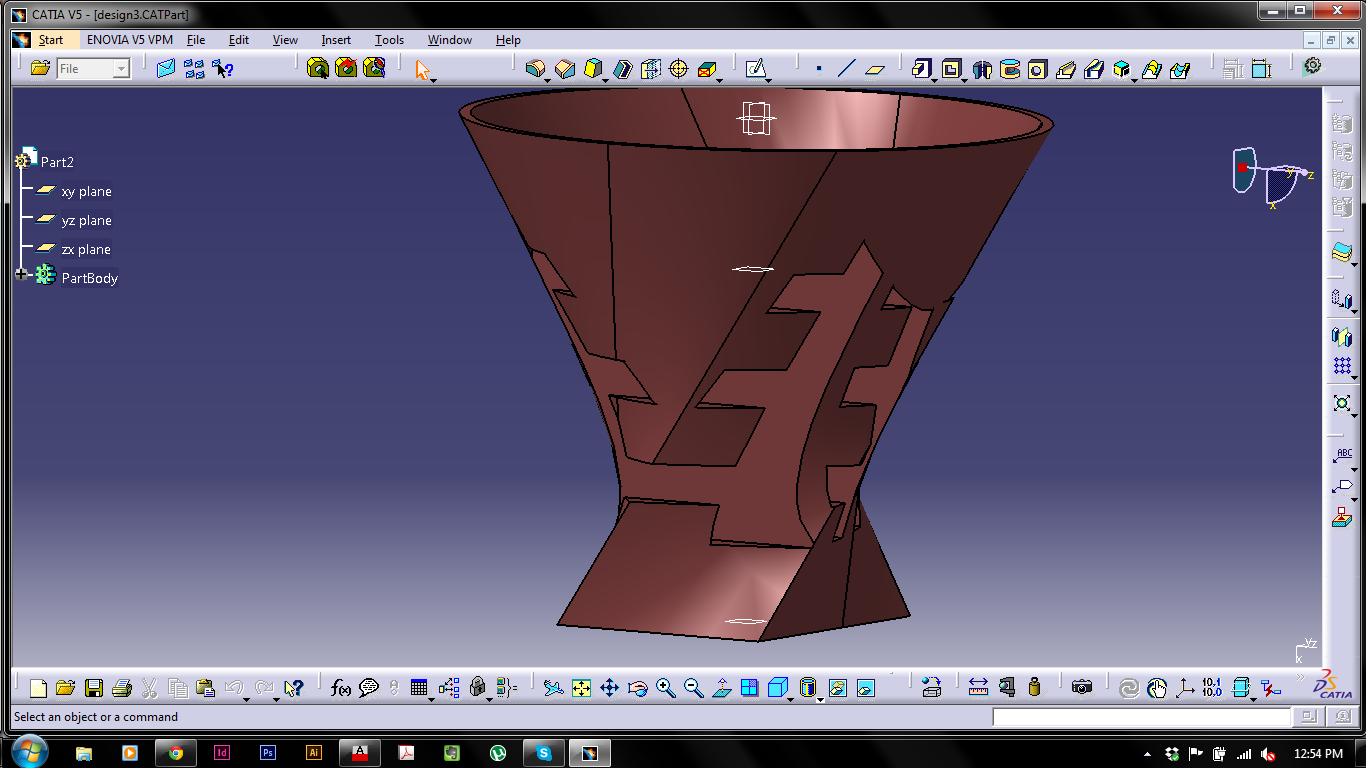 CATIA V5 - [design3.CATPart]
Start ENOVIA V5 VPM File Edit View Insert Tools Window Help
File
Part2
xy plane
yz plane
zx plane
PartBody
y z
x
ABC
yz
x
f(x)
10.1
10.0
DS CATIA
Select an object or a command
Id Ps Ai A S
12:54 PM